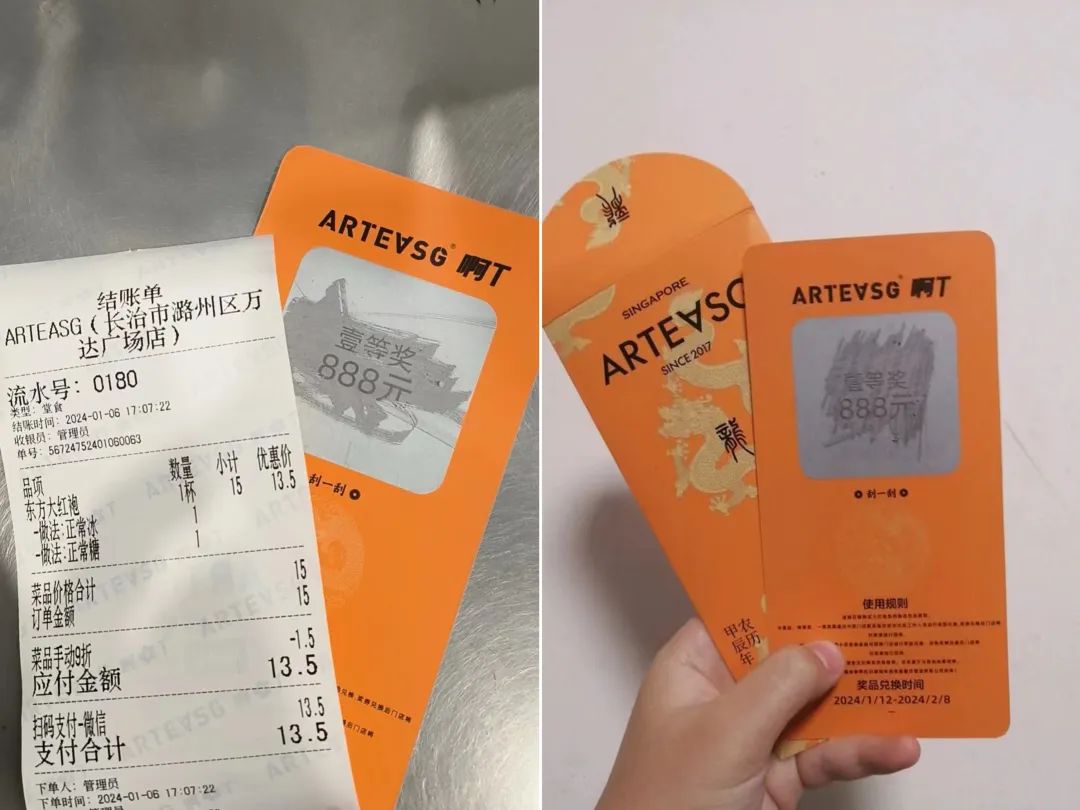 结账单
ARTEASG(长治市潞州区万
达广场店)
流水号: 0180
类型: 堂食
结账时间: 2024-01-06 17:07:22
收银员: 管理员
单号: 56724752401060063
品项 数量 小计 优惠价
东方大红袍 1杯 15 13.5
-做法:正常冰 1
-做法:正常糖 1
菜品价格合计 15
订单金额 15
菜品手动9折 -1.5
应付金额 13.5
扫码支付-微信 13.5
支付合计 13.5
下单人: 管理员
下单时间: 2024-01-06 17:07:22
ARTEASG® 啊T
壹等奖
888元
刮一刮
SINGAPORE
ARTEASG
SINCE 2017
龍
农历
甲辰年
ARTEASG® 啊T
壹等奖
888元
刮一刮
使用规则
奖品兑换时间
2024/1/12-2024/2/8